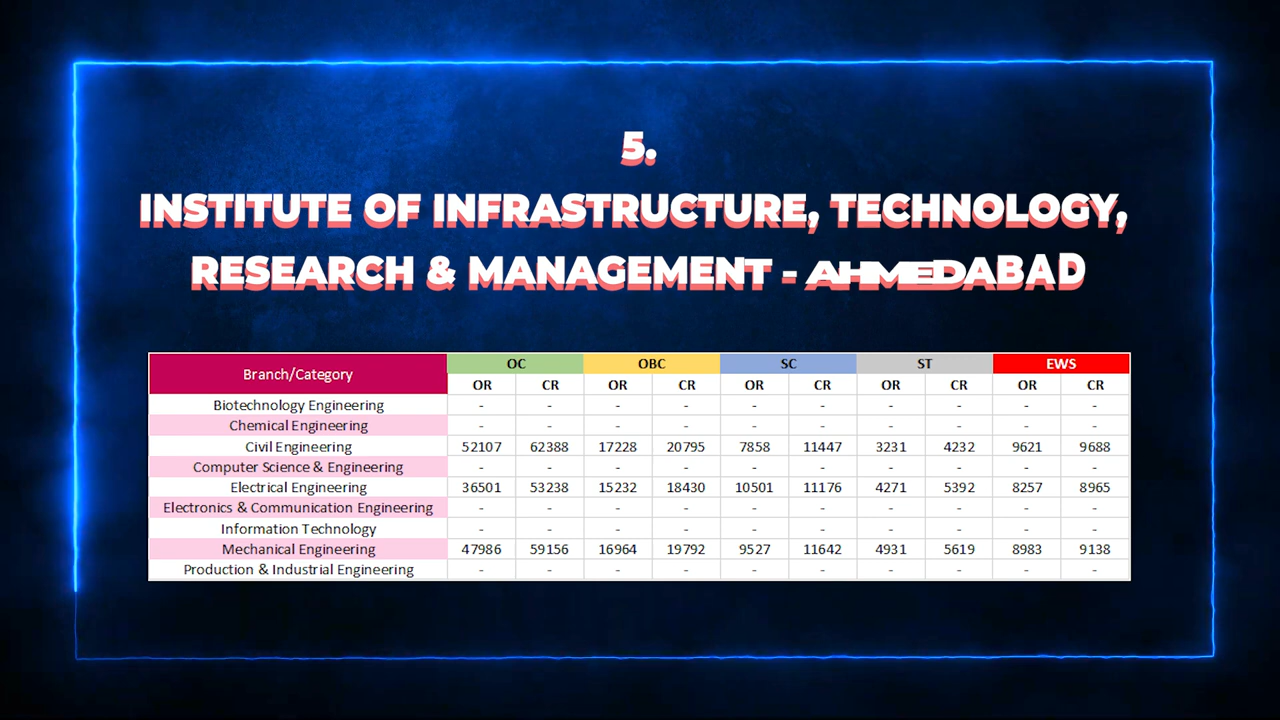 5.
INSTITUTE OF INFRASTRUCTURE, TECHNOLOGY,
RESEARCH & MANAGEMENT - AHMEDABAD
Branch/Category OC OBC SC ST EWS
OR CR OR CR OR CR OR CR OR CR
Biotechnology Engineering - - - - - - - - - -
Chemical Engineering - - - - - - - - - -
Civil Engineering 52107 62388 17228 20795 7858 11447 3231 4232 9621 9688
Computer Science & Engineering - - - - - - - - - -
Electrical Engineering 36501 53238 15232 18430 10501 11176 4271 5392 8257 8965
Electronics & Communication Engineering - - - - - - - - - -
Information Technology - - - - - - - - - -
Mechanical Engineering 47986 59156 16964 19792 9527 11642 4931 5619 8983 9138
Production & Industrial Engineering - - - - - - - - - -